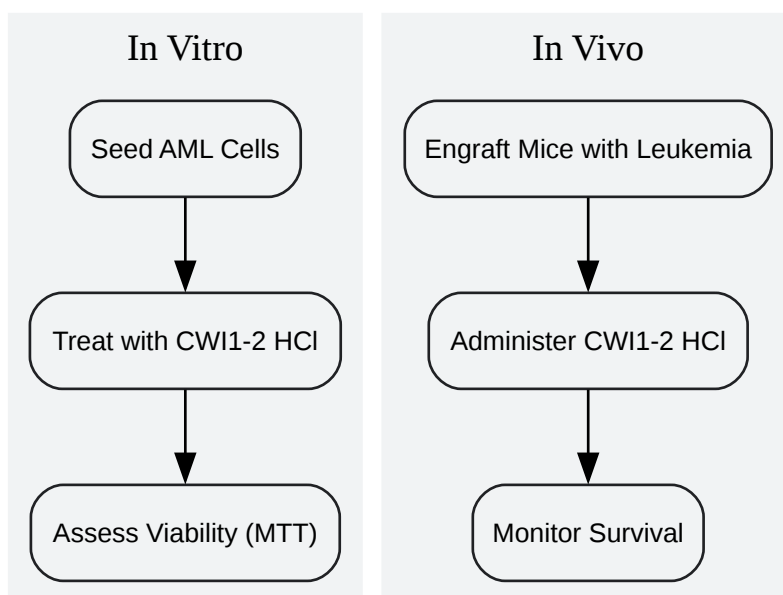 In Vitro
Seed AML Cells
Treat with CWI1-2 HCl
Assess Viability (MTT)
In Vivo
Engraft Mice with Leukemia
Administer CWI1-2 HCl
Monitor Survival